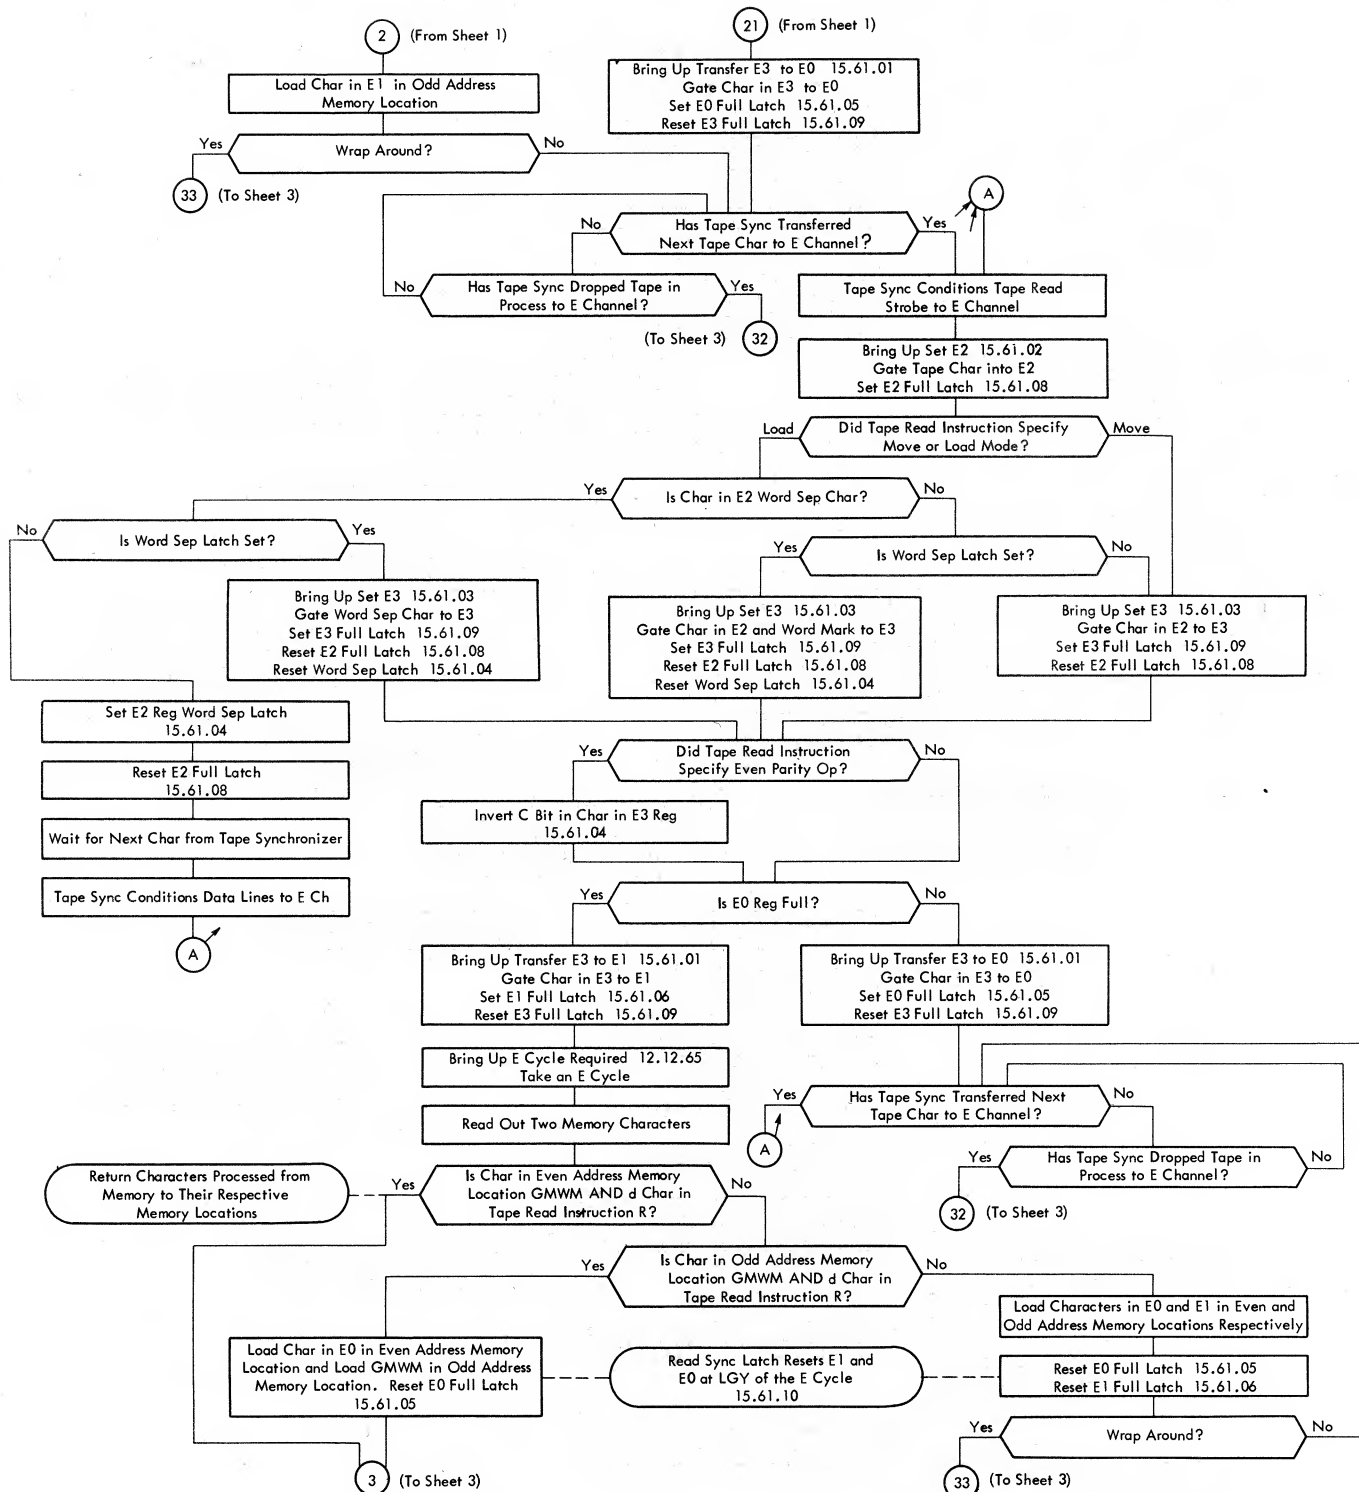 2 (From Sheet 1)
21 (From Sheet 1)
Load Char in E1 in Odd Address
Memory Location
Bring Up Transfer E3 to E0 15.61.01
Gate Char in E3 to E0
Set E0 Full Latch 15.61.05
Reset E3 Full Latch 15.61.09
Yes
Wrap Around?
No
33 (To Sheet 3)
A
No
Has Tape Sync Transferred
Next Tape Char to E Channel?
Yes
No
Has Tape Sync Dropped Tape in
Process to E Channel?
Yes
(To Sheet 3) 32
Tape Sync Conditions Tape Read
Strobe to E Channel
Bring Up Set E2 15.61.02
Gate Tape Char into E2
Set E2 Full Latch 15.61.08
Load
Did Tape Read Instruction Specify
Move or Load Mode?
Move
Yes
Is Char in E2 Word Sep Char?
No
No
Is Word Sep Latch Set?
Yes
Yes
Is Word Sep Latch Set?
No
Bring Up Set E3 15.61.03
Gate Word Sep Char to E3
Set E3 Full Latch 15.61.09
Reset E2 Full Latch 15.61.08
Reset Word Sep Latch 15.61.04
Bring Up Set E3 15.61.03
Gate Char in E2 and Word Mark to E3
Set E3 Full Latch 15.61.09
Reset E2 Full Latch 15.61.08
Reset Word Sep Latch 15.61.04
Bring Up Set E3 15.61.03
Gate Char in E2 to E3
Set E3 Full Latch 15.61.09
Reset E2 Full Latch 15.61.08
Set E2 Reg Word Sep Latch
15.61.04
Reset E2 Full Latch
15.61.08
Wait for Next Char from Tape Synchronizer
Tape Sync Conditions Data Lines to E Ch
A
Yes
Did Tape Read Instruction
Specify Even Parity Op?
No
Invert C Bit in Char in E3 Reg
15.61.04
Yes
Is E0 Reg Full?
No
Bring Up Transfer E3 to E1 15.61.01
Gate Char in E3 to E1
Set E1 Full Latch 15.61.06
Reset E3 Full Latch 15.61.09
Bring Up Transfer E3 to E0 15.61.01
Gate Char in E3 to E0
Set E0 Full Latch 15.61.05
Reset E3 Full Latch 15.61.09
Bring Up E Cycle Required 12.12.65
Take an E Cycle
Read Out Two Memory Characters
Yes
Has Tape Sync Transferred Next
Tape Char to E Channel?
No
A
Yes
Has Tape Sync Dropped Tape in
Process to E Channel?
No
32 (To Sheet 3)
Return Characters Processed from
Memory to Their Respective
Memory Locations
Yes
Is Char in Even Address Memory
Location GMWM AND d Char in
Tape Read Instruction R?
No
Yes
Is Char in Odd Address Memory
Location GMWM AND d Char in
Tape Read Instruction R?
No
Load Characters in E0 and E1 in Even and
Odd Address Memory Locations Respectively
Load Char in E0 in Even Address Memory
Location and Load GMWM in Odd Address
Memory Location. Reset E0 Full Latch
15.61.05
Read Sync Latch Resets E1 and
E0 at LGY of the E Cycle
15.61.10
Reset E0 Full Latch 15.61.05
Reset E1 Full Latch 15.61.06
Yes
Wrap Around?
No
3 (To Sheet 3)
33 (To Sheet 3)